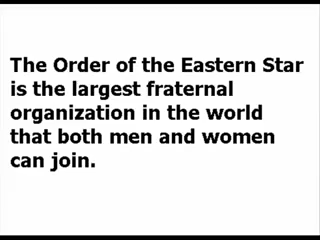 The Order of the Eastern Star
is the largest fraternal
organization in the world
that both men and women
can join.